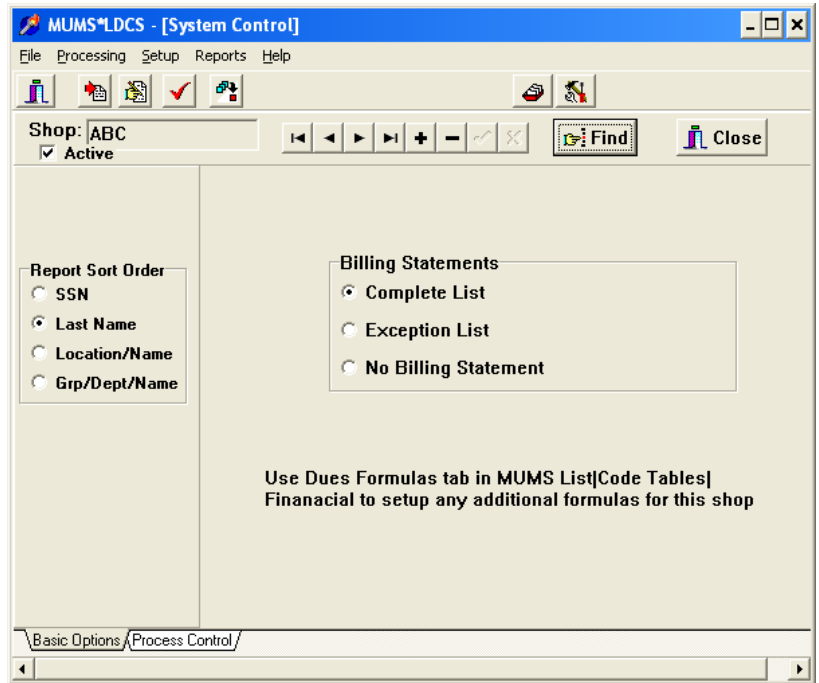 MUMS*LDCS - [System Control]
File Processing Setup Reports Help
Shop: ABC
Active
Find
Close
Report Sort Order
SSN
Last Name
Location/Name
Grp/Dept/Name
Billing Statements
Complete List
Exception List
No Billing Statement
Use Dues Formulas tab in MUMS List|Code Tables|
Finanacial to setup any additional formulas for this shop
Basic Options Process Control